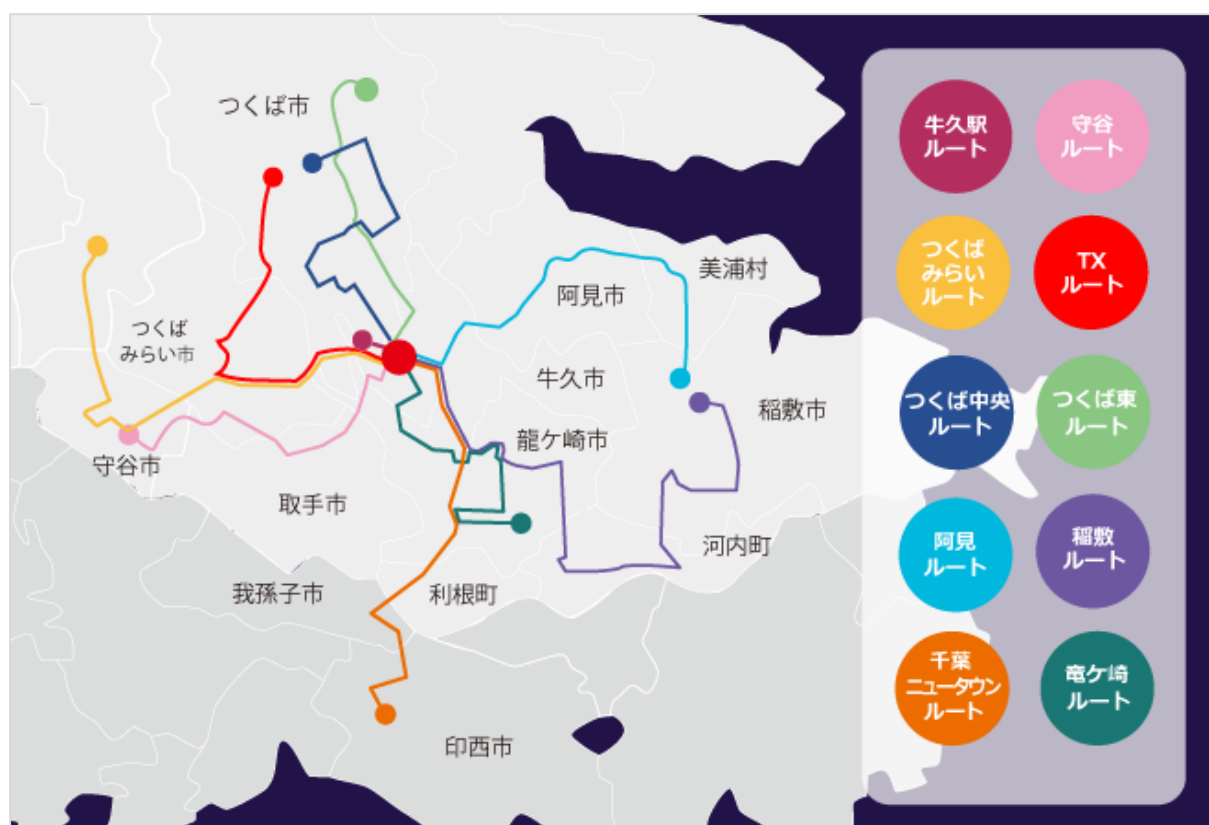 つくば市
美浦村
阿見市
つくば
みらい市
牛久市
稲敷市
龍ケ崎市
守谷市
取手市
河内町
我孫子市
利根町
印西市
牛久駅
ルート
守谷
ルート
つくば
みらい
ルート
TX
ルート
つくば中央
ルート
つくば東
ルート
阿見
ルート
稲敷
ルート
千葉
ニュータウン
ルート
竜ケ崎
ルート